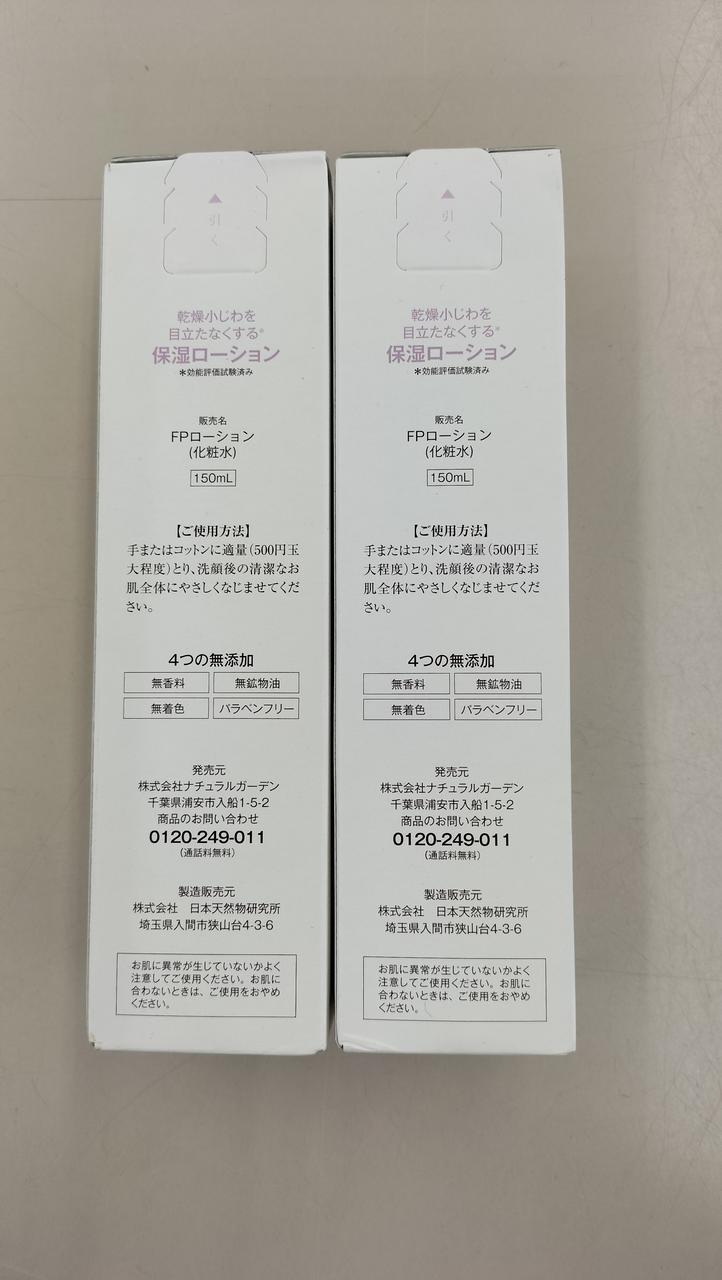 引
く
乾燥小じわを
目立たなくする*
保湿ローション
*効能評価試験済み
販売名
FPローション
(化粧水)
150mL
【ご使用方法】
手またはコットンに適量(500円玉
大程度)とり、洗顔後の清潔なお
肌全体にやさしくなじませてくだ
さい。
4つの無添加
無香料 無鉱物油
無着色 パラベンフリー
発売元
株式会社ナチュラルガーデン
千葉県浦安市入船1-5-2
商品のお問い合わせ
0120-249-011
(通話料無料)
製造販売元
株式会社 日本天然物研究所
埼玉県入間市狭山台4-3-6
お肌に異常が生じていないかよく
注意してご使用ください。お肌に
合わないときは、ご使用をおやめ
ください。
引
く
乾燥小じわを
目立たなくする*
保湿ローション
*効能評価試験済み
販売名
FPローション
(化粧水)
150mL
【ご使用方法】
手またはコットンに適量(500円玉
大程度)とり、洗顔後の清潔なお
肌全体にやさしくなじませてくだ
さい。
4つの無添加
無香料 無鉱物油
無着色 パラベンフリー
発売元
株式会社ナチュラルガーデン
千葉県浦安市入船1-5-2
商品のお問い合わせ
0120-249-011
(通話料無料)
製造販売元
株式会社 日本天然物研究所
埼玉県入間市狭山台4-3-6
お肌に異常が生じていないかよく
注意してご使用ください。お肌に
合わないときは、ご使用をおやめ
ください。